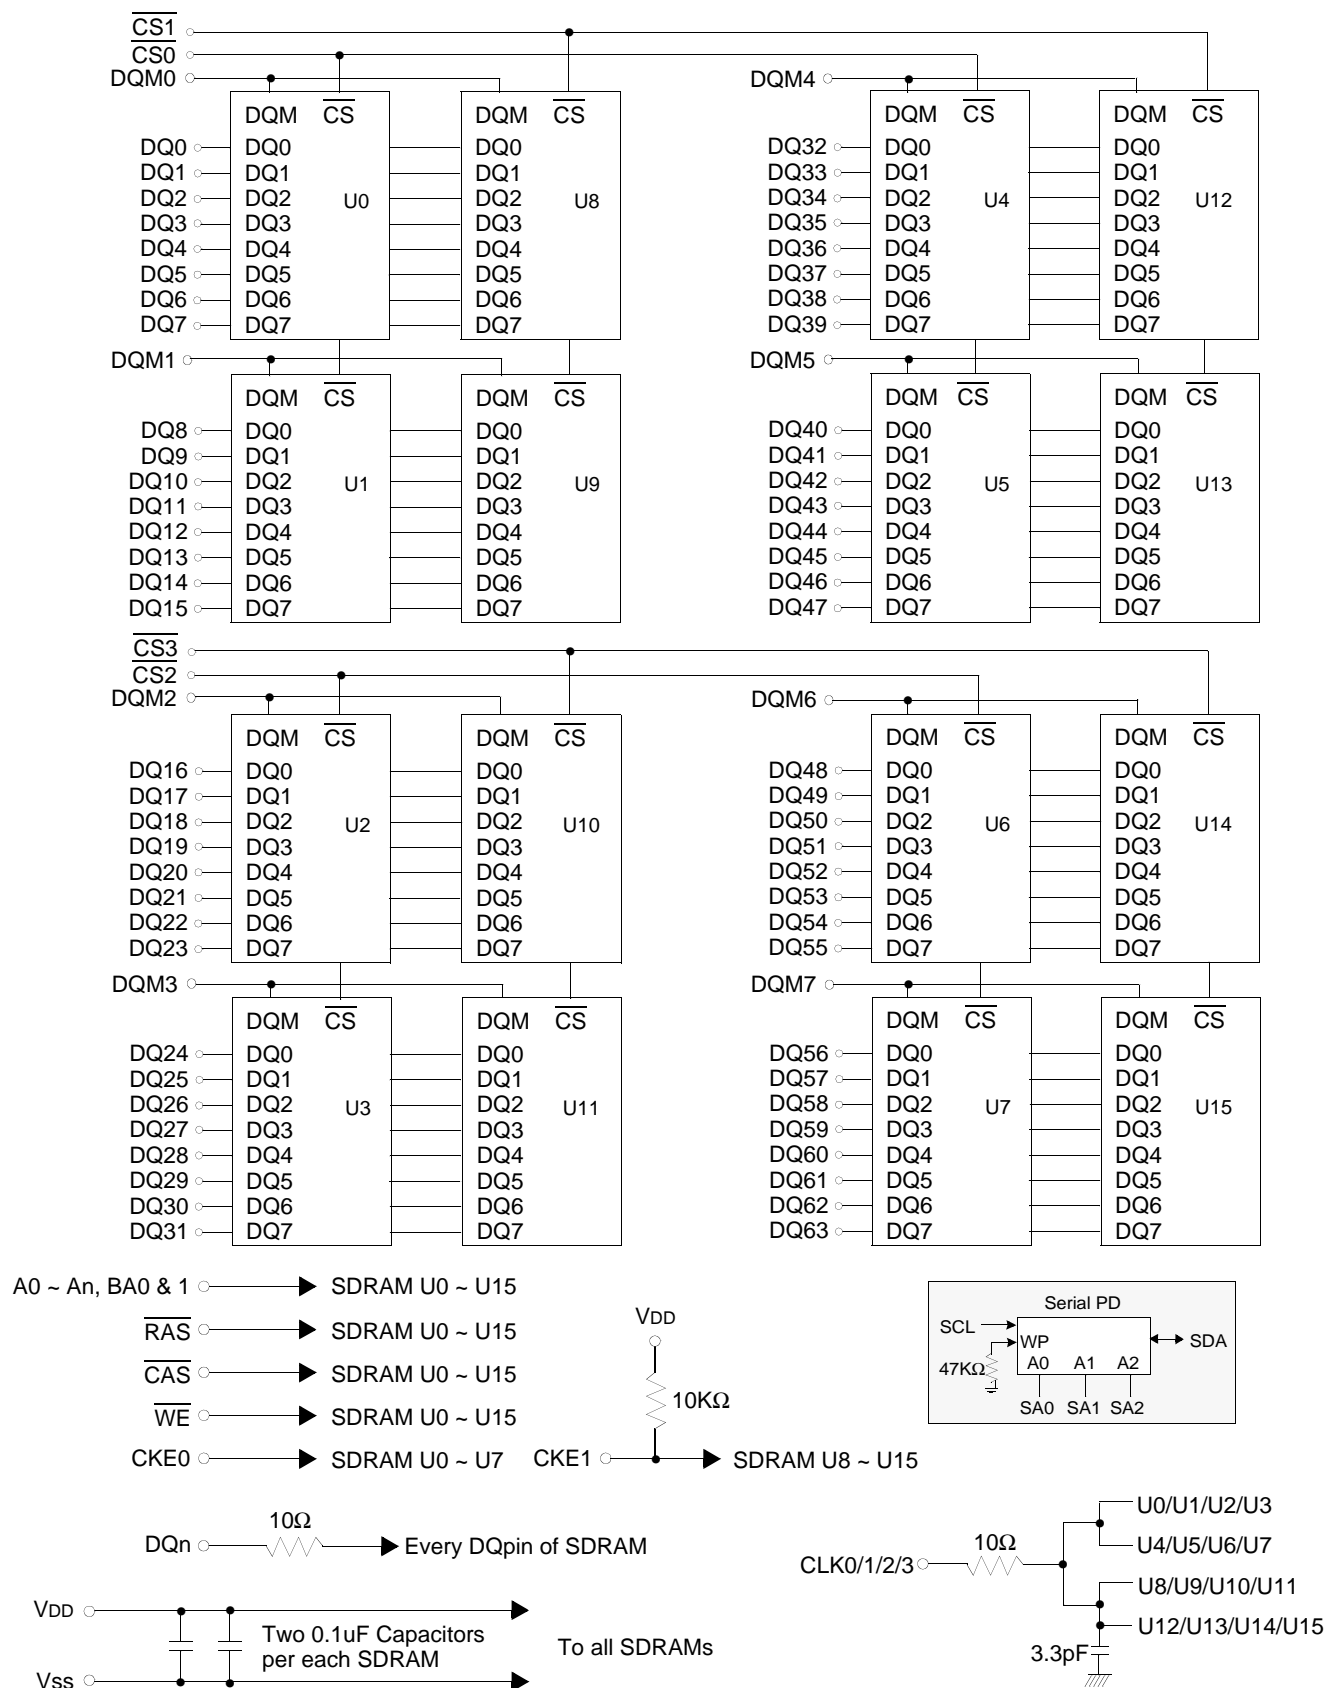 CS1
CS0
DQM0
DQM CS
DQ0 DQ0
DQ1 DQ1
DQ2 DQ2
DQ3 DQ3
DQ4 DQ4
DQ5 DQ5
DQ6 DQ6
DQ7 DQ7
U0
DQM CS
DQ0
DQ1
DQ2
DQ3
DQ4
DQ5
DQ6
DQ7
U8
DQM4
DQM CS
DQ32 DQ0
DQ33 DQ1
DQ34 DQ2
DQ35 DQ3
DQ36 DQ4
DQ37 DQ5
DQ38 DQ6
DQ39 DQ7
U4
DQM CS
DQ0
DQ1
DQ2
DQ3
DQ4
DQ5
DQ6
DQ7
U12
DQM1
DQM CS
DQ8 DQ0
DQ9 DQ1
DQ10 DQ2
DQ11 DQ3
DQ12 DQ4
DQ13 DQ5
DQ14 DQ6
DQ15 DQ7
U1
DQM CS
DQ0
DQ1
DQ2
DQ3
DQ4
DQ5
DQ6
DQ7
U9
DQM5
DQM CS
DQ40 DQ0
DQ41 DQ1
DQ42 DQ2
DQ43 DQ3
DQ44 DQ4
DQ45 DQ5
DQ46 DQ6
DQ47 DQ7
U5
DQM CS
DQ0
DQ1
DQ2
DQ3
DQ4
DQ5
DQ6
DQ7
U13
CS3
CS2
DQM2
DQM CS
DQ16 DQ0
DQ17 DQ1
DQ18 DQ2
DQ19 DQ3
DQ20 DQ4
DQ21 DQ5
DQ22 DQ6
DQ23 DQ7
U2
DQM CS
DQ0
DQ1
DQ2
DQ3
DQ4
DQ5
DQ6
DQ7
U10
DQM6
DQM CS
DQ48 DQ0
DQ49 DQ1
DQ50 DQ2
DQ51 DQ3
DQ52 DQ4
DQ53 DQ5
DQ54 DQ6
DQ55 DQ7
U6
DQM CS
DQ0
DQ1
DQ2
DQ3
DQ4
DQ5
DQ6
DQ7
U14
DQM3
DQM CS
DQ24 DQ0
DQ25 DQ1
DQ26 DQ2
DQ27 DQ3
DQ28 DQ4
DQ29 DQ5
DQ30 DQ6
DQ31 DQ7
U3
DQM CS
DQ0
DQ1
DQ2
DQ3
DQ4
DQ5
DQ6
DQ7
U11
DQM7
DQM CS
DQ56 DQ0
DQ57 DQ1
DQ58 DQ2
DQ59 DQ3
DQ60 DQ4
DQ61 DQ5
DQ62 DQ6
DQ63 DQ7
U7
DQM CS
DQ0
DQ1
DQ2
DQ3
DQ4
DQ5
DQ6
DQ7
U15
A0 ~ An, BA0 & 1 SDRAM U0 ~ U15
RAS SDRAM U0 ~ U15
CAS SDRAM U0 ~ U15
WE SDRAM U0 ~ U15
CKE0 SDRAM U0 ~ U7
VDD
10KΩ
CKE1 SDRAM U8 ~ U15
Serial PD
SCL
WP
SDA
47KΩ
A0 A1 A2
SA0 SA1 SA2
10Ω
DQn Every DQpin of SDRAM
VDD
Two 0.1uF Capacitors
per each SDRAM
To all SDRAMs
Vss
10Ω
CLK0/1/2/3
U0/U1/U2/U3
U4/U5/U6/U7
U8/U9/U10/U11
U12/U13/U14/U15
3.3pF